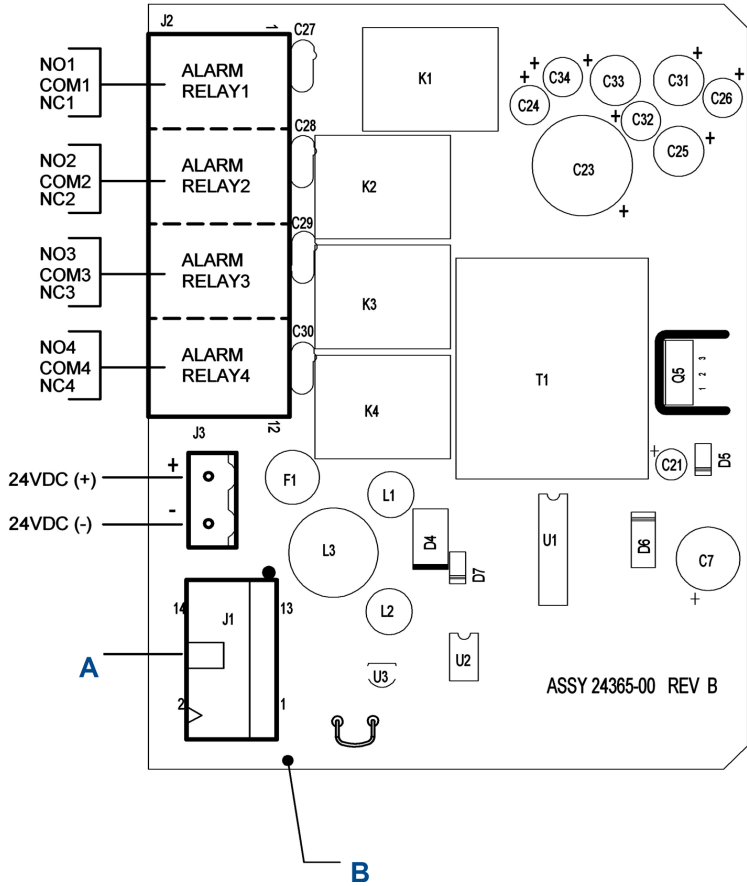 J2
1
C27
NO1
COM1
NC1
ALARM
RELAY1
K1
C24
C34
C33
C31
C26
C32
C25
C23
+
+
+
+
+
+
+
+
C28
NO2
COM2
NC2
ALARM
RELAY2
K2
C29
NO3
COM3
NC3
ALARM
RELAY3
K3
C30
NO4
COM4
NC4
ALARM
RELAY4
K4
12
T1
Q5
1 2 3
+
C21
D5
J3
+
24VDC (+)
-
24VDC (-)
F1
L1
L3
D4
D7
U1
D6
C7
+
14
13
J1
A
2
1
L2
U2
U3
ASSY 24365-00 REV B
B